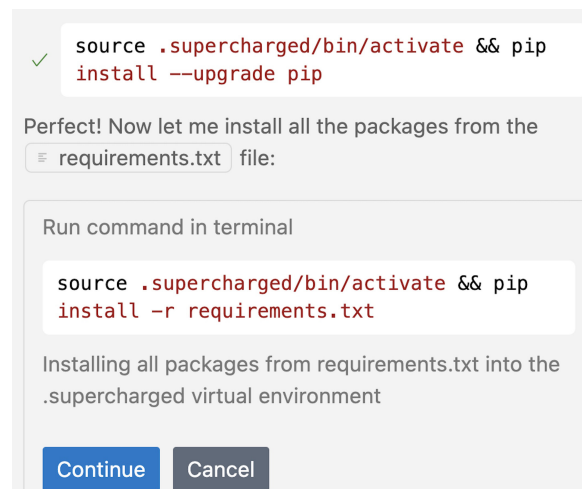 source .supercharged/bin/activate && pip
install --upgrade pip
Perfect! Now let me install all the packages from the
requirements.txt file:
Run command in terminal
source .supercharged/bin/activate && pip
install -r requirements.txt
Installing all packages from requirements.txt into the
.supercharged virtual environment
Continue Cancel